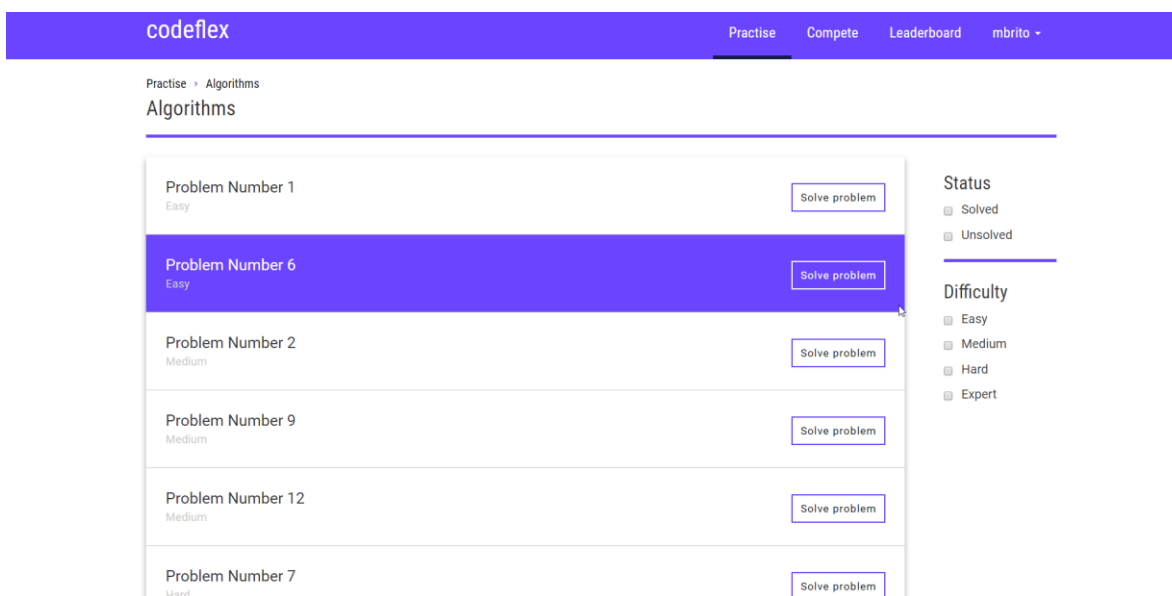 codeflex
Practise Compete Leaderboard mbrito
Practise > Algorithms
Algorithms
Problem Number 1
Easy
Solve problem
Problem Number 6
Easy
Solve problem
Problem Number 2
Medium
Solve problem
Problem Number 9
Medium
Solve problem
Problem Number 12
Medium
Solve problem
Problem Number 7
Hard
Solve problem
Status
Solved
Unsolved
Difficulty
Easy
Medium
Hard
Expert